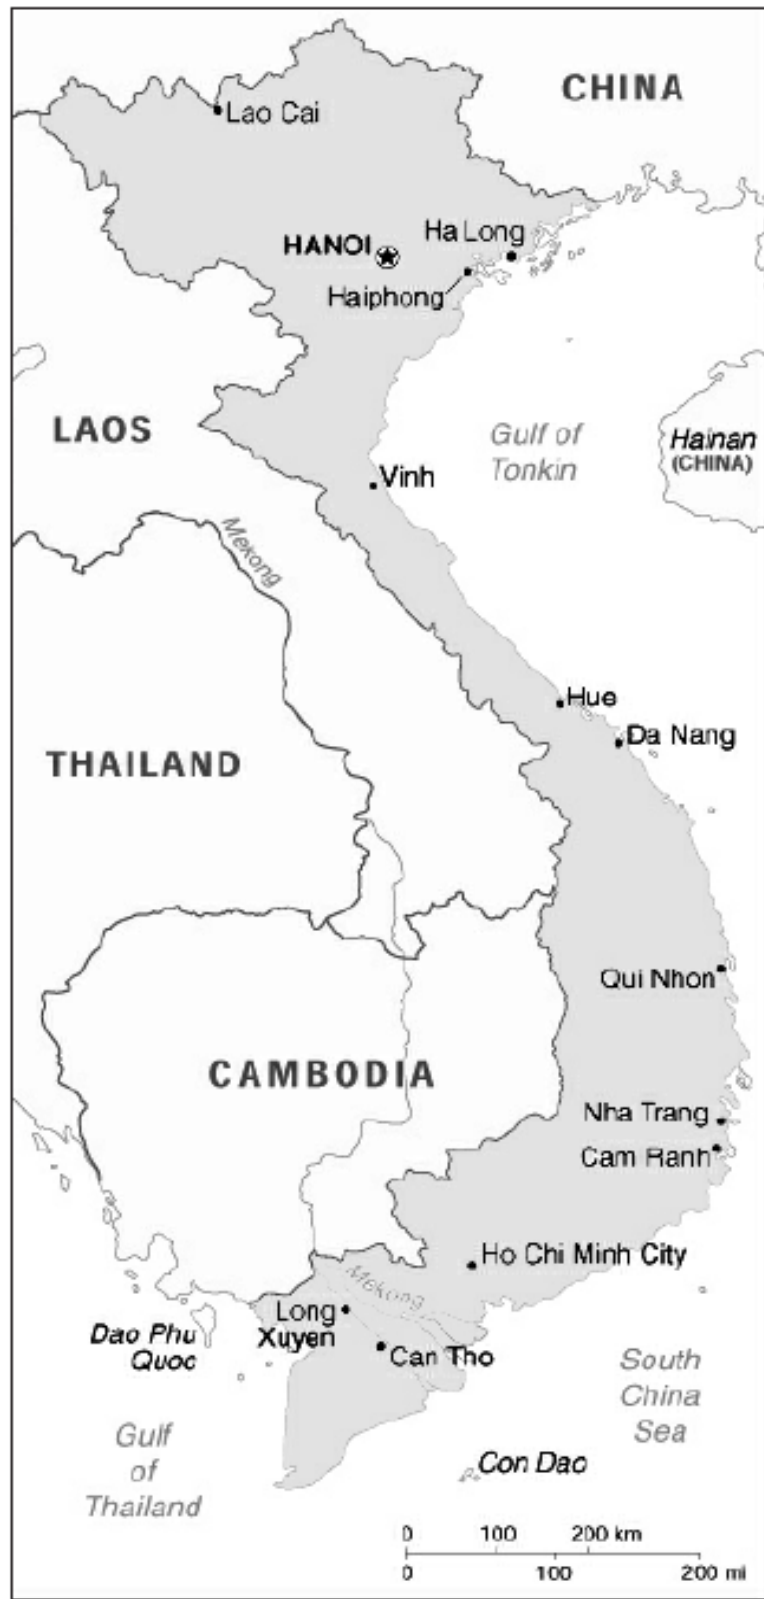 CHINA
Lao Cai
Ha Long
HANOI
Haiphong
LAOS
Gulf of
Tonkin
Hainan
(CHINA)
Vinh
Mekong
Hue
Da Nang
THAILAND
Qui Nhon
CAMBODIA
Nha Trang
Cam Ranh
Ho Chi Minh City
Mekong
Long
Xuyen
Dao Phu
Quoc
Can Tho
South
China
Sea
Gulf
of
Thailand
Con Dao
0 100 200 km
0 100 200 mi